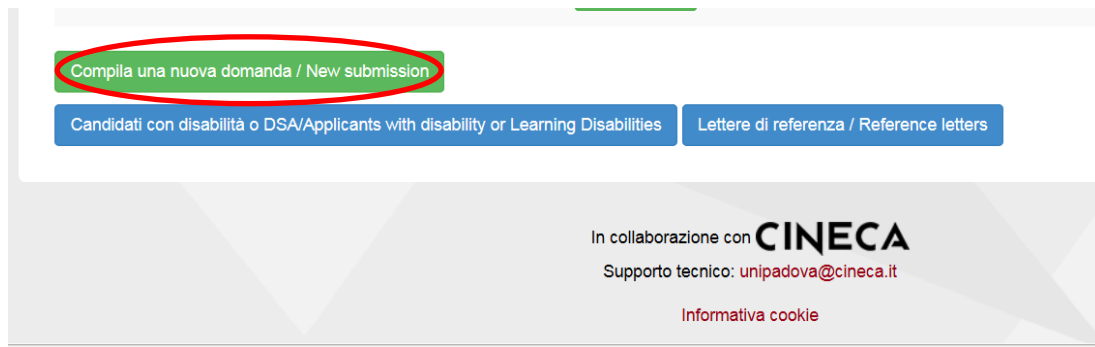 Compila una nuova domanda / New submission
Candidati con disabilità o DSA/Applicants with disability or Learning Disabilities
Lettere di referenza / Reference letters
In collaborazione con CINECA
Supporto tecnico: unipadova@cineca.it
Informativa cookie